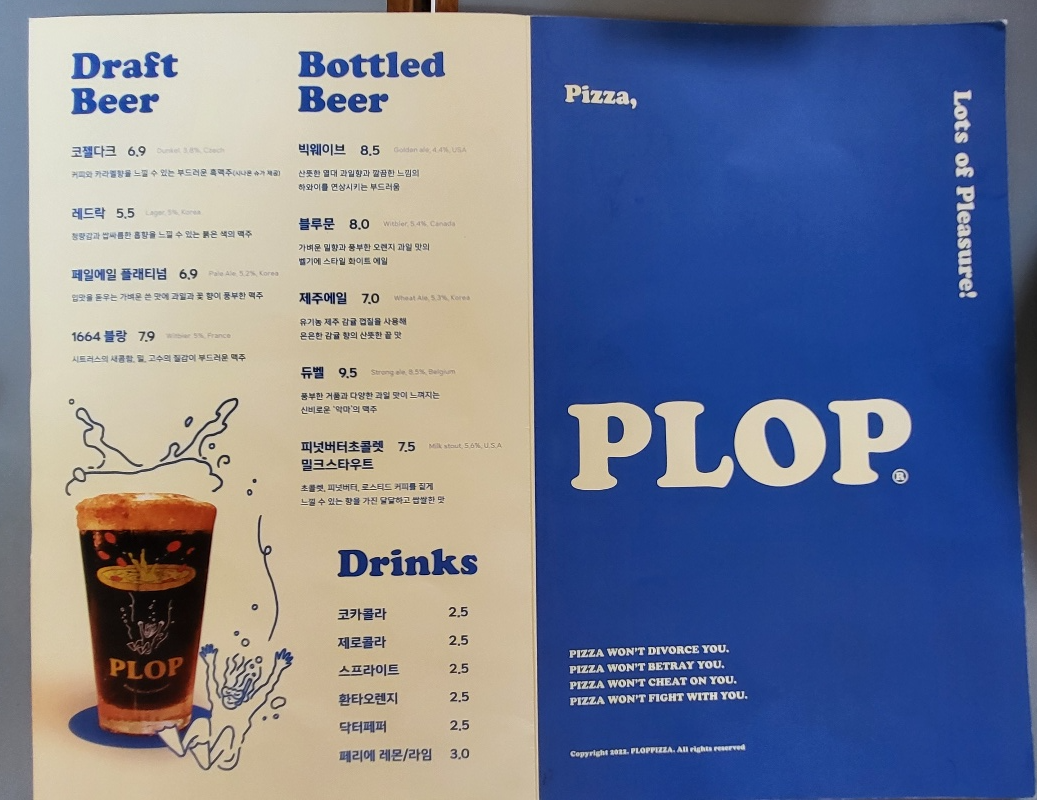 Draft
Beer
코젤다크 6.9 Dunkel, 3.8%, Czech
커피와 카라멜향을 느낄 수 있는 부드러운 흑맥주(시나몬 슈가 제공)
레드락 5.5 Lager, 5%, Korea
청량감과 쌉싸름한 홉향을 느낄 수 있는 붉은 색의 맥주
페일에일 플래티넘 6.9 Pale Ale, 5.2%, Korea
입맛을 돋우는 가벼운 쓴 맛에 과일과 꽃 향이 풍부한 맥주
1664 블랑 7.9 Witbier, 5%, France
시트러스의 새콤함, 밀, 고수의 질감이 부드러운 맥주
PLOP
Bottled
Beer
빅웨이브 8.5 Golden ale, 4.4%, USA
산뜻한 열대 과일향과 깔끔한 느낌의
하와이를 연상시키는 부드러움
블루문 8.0 Witbier, 5.4%, Canada
가벼운 밀향과 풍부한 오렌지 과일 맛의
벨기에 스타일 화이트 에일
제주에일 7.0 Wheat Ale, 5.3%, Korea
유기농 제주 감귤 껍질을 사용해
은은한 감귤 향의 산뜻한 끝 맛
듀벨 9.5 Strong ale, 8.5%, Belgium
풍부한 거품과 다양한 과일 맛이 느껴지는
신비로운 '악마'의 맥주
피넛버터초콜렛 7.5 Milk stout, 5.6%, U.S.A
밀크스타우트
초콜렛, 피넛버터, 로스티드 커피를 짙게
느낄 수 있는 향을 가진 달달하고 쌉쌀한 맛
Drinks
코카콜라 2.5
제로콜라 2.5
스프라이트 2.5
환타오렌지 2.5
닥터페퍼 2.5
페리에 레몬/라임 3.0
Pizza,
Lots of Pleasure!
PLOP®
PIZZA WON'T DIVORCE YOU.
PIZZA WON'T BETRAY YOU.
PIZZA WON'T CHEAT ON YOU.
PIZZA WON'T FIGHT WITH YOU.
Copyright 2022. PLOPPIZZA. All rights reserved